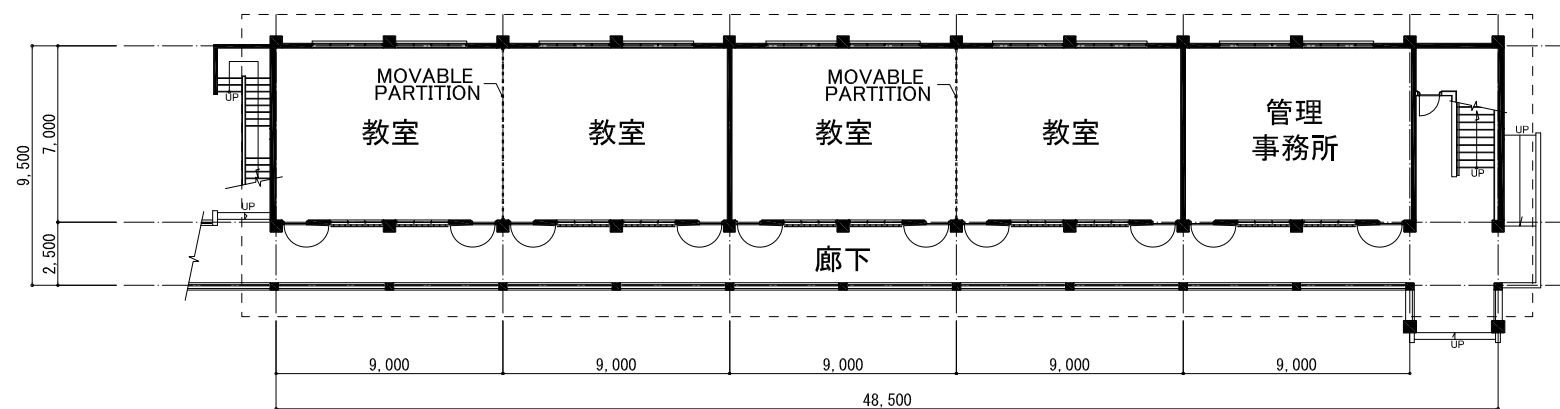 MOVABLE
PARTITION
MOVABLE
PARTITION
教室
教室
教室
教室
管理
事務所
廊下
UP
UP
UP
UP
UP
9,500
7,000
2,500
9,000
9,000
9,000
9,000
9,000
48,500